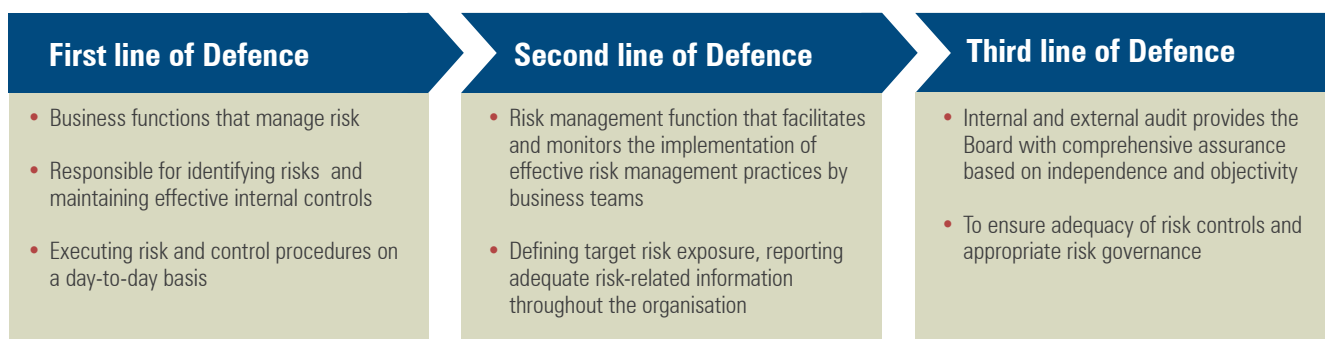 First line of Defence
• Business functions that manage risk
• Responsible for identifying risks and
maintaining effective internal controls
• Executing risk and control procedures on
a day-to-day basis
Second line of Defence
• Risk management function that facilitates
and monitors the implementation of
effective risk management practices by
business teams
• Defining target risk exposure, reporting
adequate risk-related information
throughout the organisation
Third line of Defence
• Internal and external audit provides the
Board with comprehensive assurance
based on independence and objectivity
• To ensure adequacy of risk controls and
appropriate risk governance